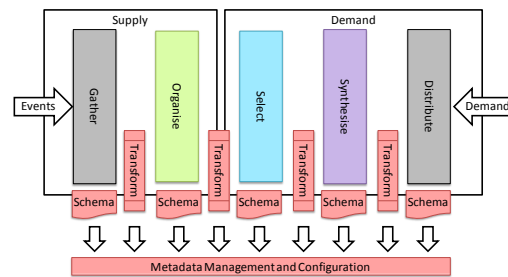 Supply
Demand
Events
Gather
Transform
Organise
Transform
Select
Transform
Synthesise
Transform
Distribute
Demand
Schema
Schema
Schema
Schema
Schema
Metadata Management and Configuration